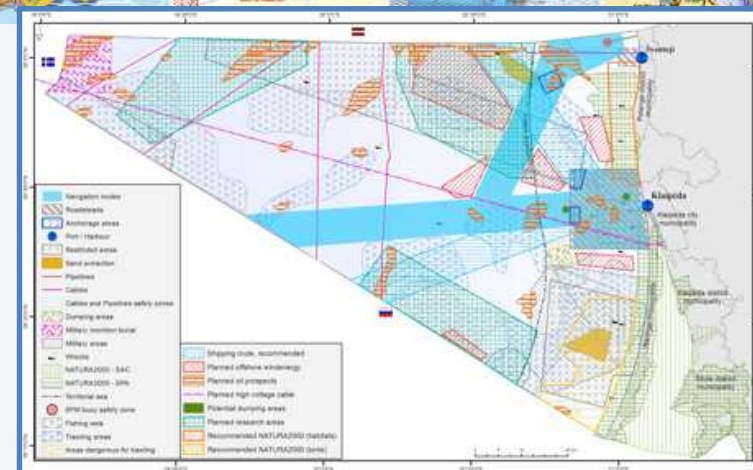 Šventoji
Klaipėda
Klaipėda city
municipality
Klaipėda district
municipality
Šilutė district
municipality
Navigation routes
Roadsteads
Anchorage areas
Port / Harbour
Restricted areas
Sand extraction
Pipelines
Cables
Cables and Pipelines safety zones
Dumping areas
Military munition burial
Military areas
Wrecks
NATURA2000 - SAC
NATURA2000 - SPA
Territorial sea
SPM buoy safety zone
Fishing nets
Trawling areas
Areas dangerous for trawling
Shipping route, recommended
Planned offshore windenergy
Planned oil prospects
Planned high voltage cable
Potential dumping areas
Planned research areas
Recommended NATURA2000 (habitats)
Recommended NATURA2000 (birds)